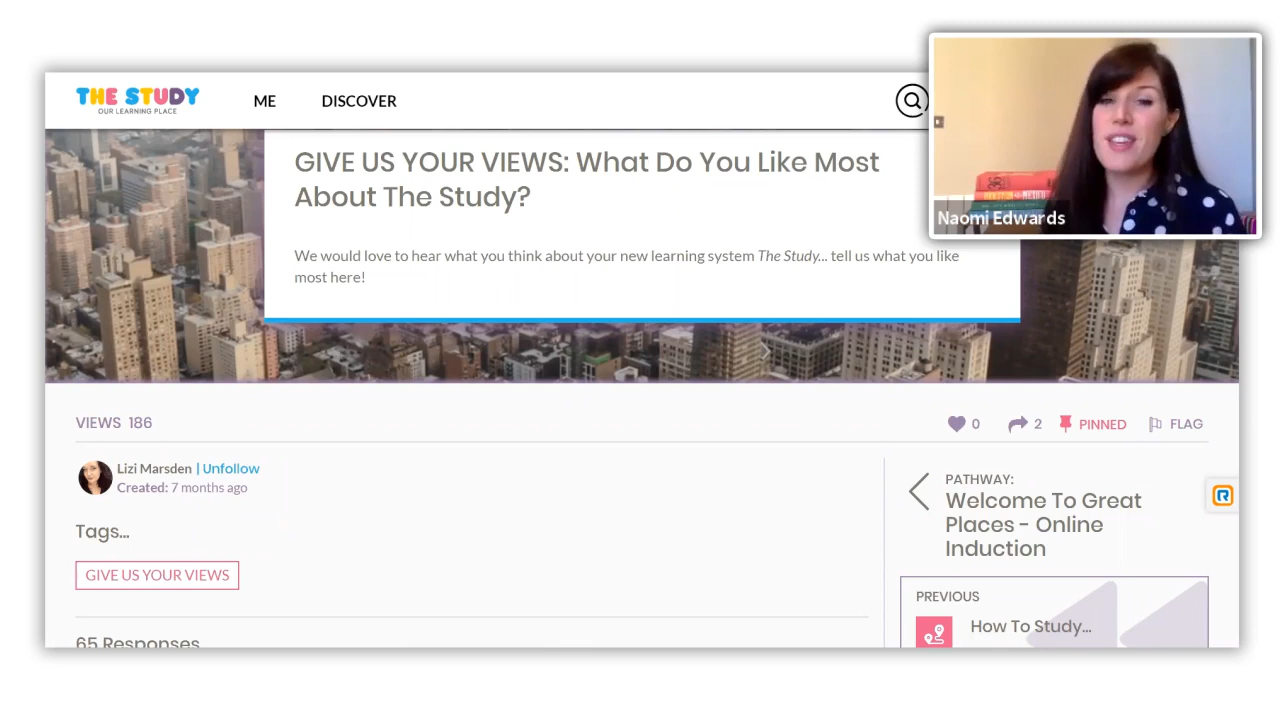 THE STUDY
OUR LEARNING PLACE
ME
DISCOVER
GIVE US YOUR VIEWS: What Do You Like Most
About The Study?
We would love to hear what you think about your new learning system The Study... tell us what you like
most here!
Naomi Edwards
VIEWS 186
0
2
PINNED
FLAG
Lizi Marsden | Unfollow
Created: 7 months ago
Tags...
GIVE US YOUR VIEWS
65 Responses
PATHWAY:
Welcome To Great
Places - Online
Induction
PREVIOUS
How To Study...